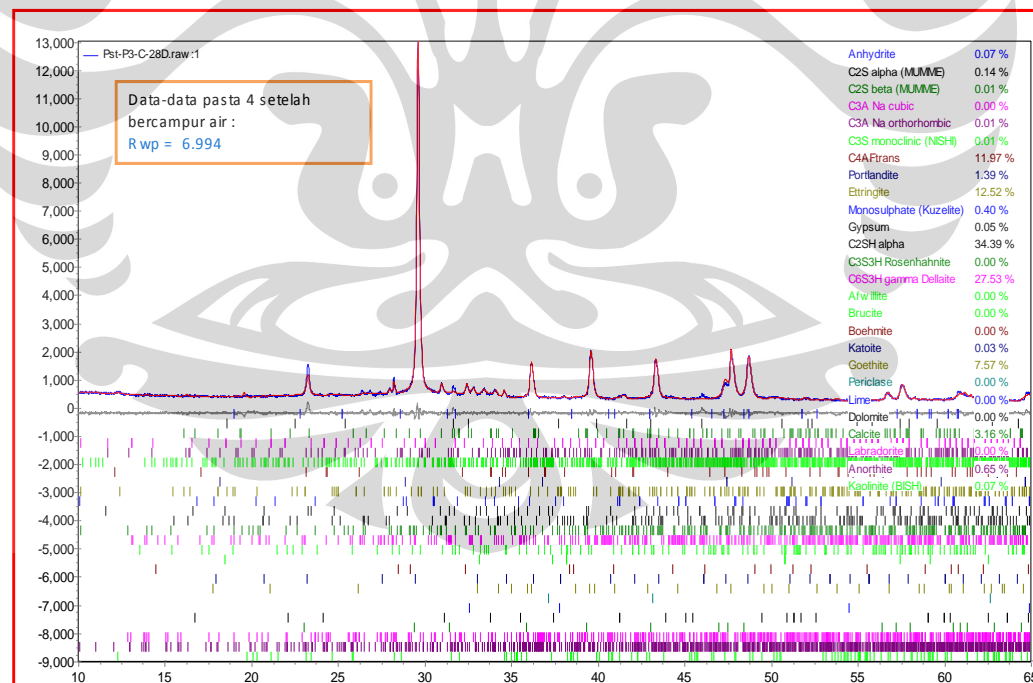 13,000
12,000
11,000
10,000
9,000
8,000
7,000
6,000
5,000
4,000
3,000
2,000
1,000
0
-1,000
-2,000
-3,000
-4,000
-5,000
-6,000
-7,000
-8,000
-9,000
Pst-P3-C-28D.raw:1
Data-data pasta 4 setelah
bercampur air :
Rwp = 6.994
Anhydrite 0.07 %
C2S alpha (MUMME) 0.14 %
C2S beta (MUMME) 0.01 %
C3A Na cubic 0.00 %
C3A Na orthorhombic 0.01 %
C3S monoclinic (NISHI) 0.01 %
C4AFtrans 11.97 %
Portlandite 1.39 %
Ettringite 12.52 %
Monosulphate (Kuzelite) 0.40 %
Gypsum 0.05 %
C2SH alpha 34.39 %
C3S3H Rosenhahnite 0.00 %
C6S3H gamma Dellaite 27.53 %
Afwillite 0.00 %
Brucite 0.00 %
Boehmite 0.00 %
Katoite 0.03 %
Goethite 7.57 %
Periclase 0.00 %
Lime 0.00 %
Dolomite 0.00 %
Calcite 3.16 %
Labradorite 0.00 %
Anorthite 0.65 %
Kaolinite (BISH) 0.07 %
10 15 20 25 30 35 40 45 50 55 60 65